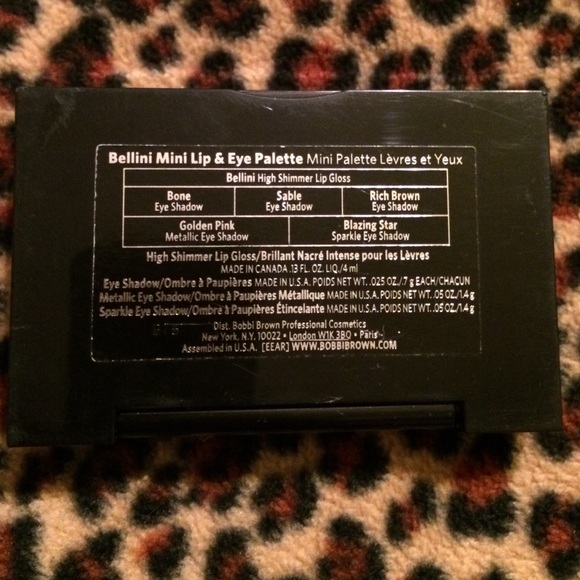 Bellini Mini Lip & Eye Palette Mini Palette Lèvres et Yeux
Bellini High Shimmer Lip Gloss
Bone Sable Rich Brown
Eye Shadow Eye Shadow Eye Shadow
Golden Pink Blazing Star
Metallic Eye Shadow Sparkle Eye Shadow
High Shimmer Lip Gloss/Brillant Nacré Intense pour les Lèvres
MADE IN CANADA .13 FL. OZ. LIQ./4 ml
Eye Shadow/Ombre à Paupières MADE IN U.S.A. POIDS NET WT. .025 OZ./.7 g EACH/CHACUN
Metallic Eye Shadow/Ombre à Paupières Métallique MADE IN U.S.A. POIDS NET WT. .05 OZ./1.4 g
Sparkle Eye Shadow/Ombre à Paupières Étincelante MADE IN U.S.A. POIDS NET WT. .05 OZ./1.4 g
Dist. Bobbi Brown Professional Cosmetics
New York, N.Y. 10022 • London W1K 3BQ • Paris
Assembled in U.S.A. [EEAR] WWW.BOBBIBROWN.COM